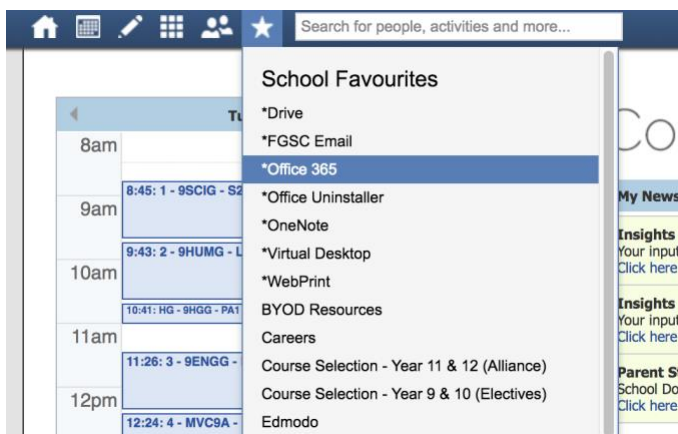 Search for people, activities and more...
School Favourites
*Drive
*FGSC Email
*Office 365
*Office Uninstaller
*OneNote
*Virtual Desktop
*WebPrint
BYOD Resources
Careers
Course Selection - Year 11 & 12 (Alliance)
Course Selection - Year 9 & 10 (Electives)
Edmodo
Tu
8am
8:45: 1 - 9SCIG - S2
9am
9:43: 2 - 9HUMG - L
10am
10:41: HG - 9HGG - PA1
11am
11:26: 3 - 9ENGG -
12pm
12:24: 4 - MVC9A -
Co
My News
Insights
Your input
Click here
Insights
Your input
Click here
Parent S
School Do
Click here